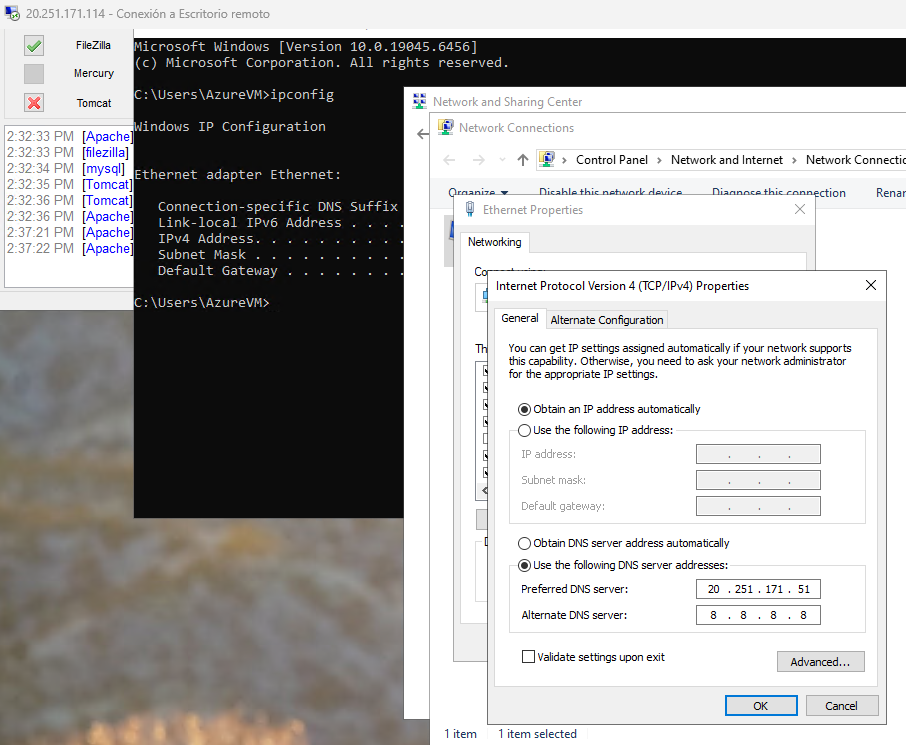 20.251.171.114 - Conexión a Escritorio remoto
FileZilla
Mercury
Tomcat
2:32:33 PM [Apache]
2:32:33 PM [filezilla]
2:32:34 PM [mysql]
2:32:35 PM [Tomcat]
2:32:36 PM [Tomcat]
2:32:36 PM [Apache]
2:37:21 PM [Apache]
2:37:22 PM [Apache]
Microsoft Windows [Version 10.0.19045.6456]
(c) Microsoft Corporation. All rights reserved.
C:\Users\AzureVM>ipconfig
Windows IP Configuration
Ethernet adapter Ethernet:
Connection-specific DNS Suffix
Link-local IPv6 Address . . . .
IPv4 Address. . . . . . . . . .
Subnet Mask . . . . . . . . . .
Default Gateway . . . . . . . .
C:\Users\AzureVM>
Network and Sharing Center
Network Connections
Control Panel > Network and Internet > Network Connectio
Organize Disable this network device Diagnose this connection Renar
Ethernet Properties
Networking
Internet Protocol Version 4 (TCP/IPv4) Properties
General Alternate Configuration
You can get IP settings assigned automatically if your network supports
this capability. Otherwise, you need to ask your network administrator
for the appropriate IP settings.
Obtain an IP address automatically
Use the following IP address:
IP address: . . .
Subnet mask: . . .
Default gateway: . . .
Obtain DNS server address automatically
Use the following DNS server addresses:
Preferred DNS server: 20 . 251 . 171 . 51
Alternate DNS server: 8 . 8 . 8 . 8
Validate settings upon exit
Advanced...
OK Cancel
1 item 1 item selected